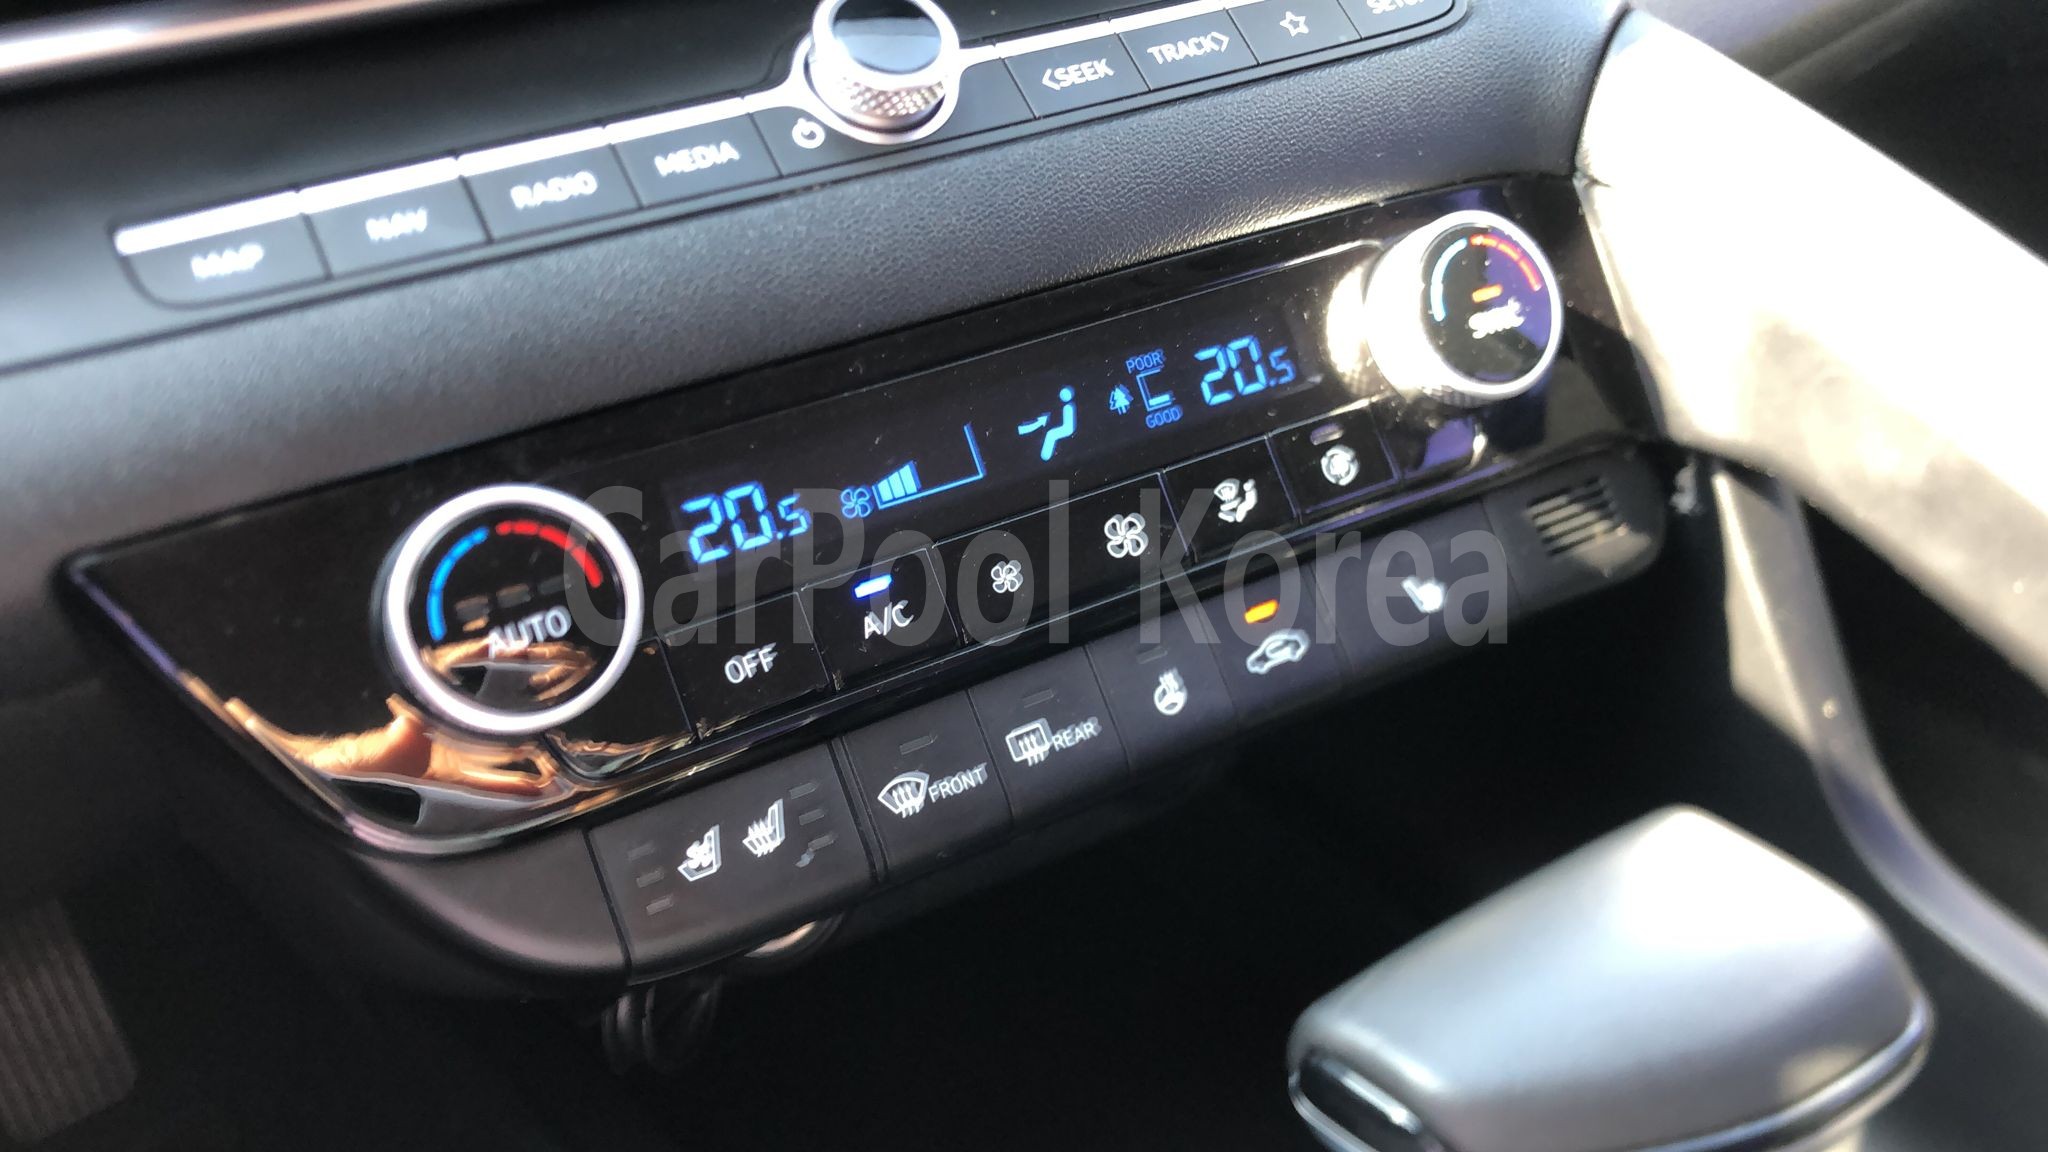 <SEEK
TRACK>
MEDIA
RADIO
NAV
MAP
POOR
20.5
GOOD
20.5
SYNC
AUTO
CarPool Korea
A/C
OFF
REAR
FRONT